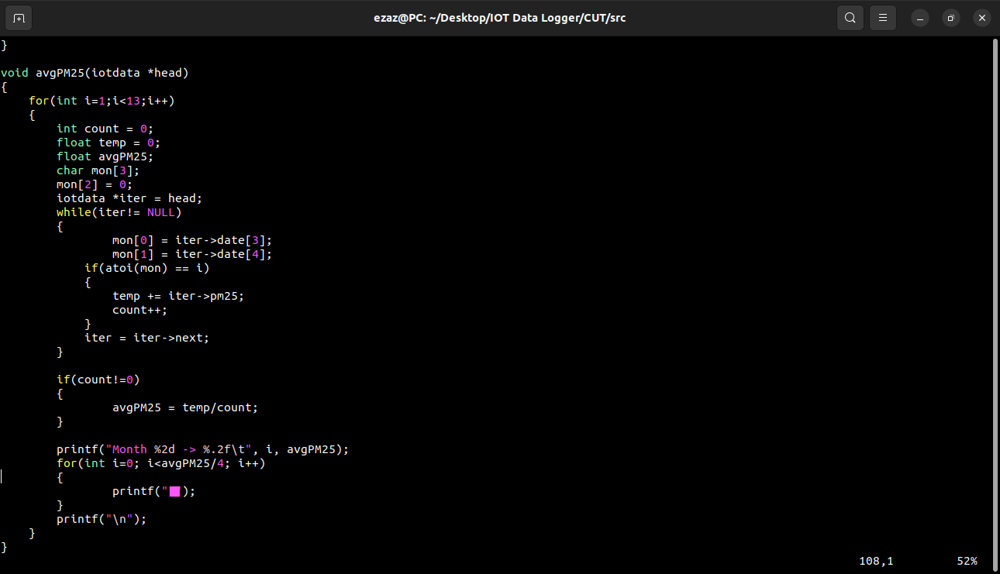 ezaz@PC: ~/Desktop/IOT Data Logger/CUT/src
}
void avgPM25(iotdata *head)
{
    for(int i=1;i<13;i++)
    {
        int count = 0;
        float temp = 0;
        float avgPM25;
        char mon[3];
        mon[2] = 0;
        iotdata *iter = head;
        while(iter!= NULL)
        {
                mon[0] = iter->date[3];
                mon[1] = iter->date[4];
            if(atoi(mon) == i)
            {
                temp += iter->pm25;
                count++;
            }
            iter = iter->next;
        }
        if(count!=0)
        {
                avgPM25 = temp/count;
        }
        printf("Month %2d -> %.2f\t", i, avgPM25);
        for(int i=0; i<avgPM25/4; i++)
        {
                printf("█");
        }
        printf("\n");
    }
}
108,1 52%